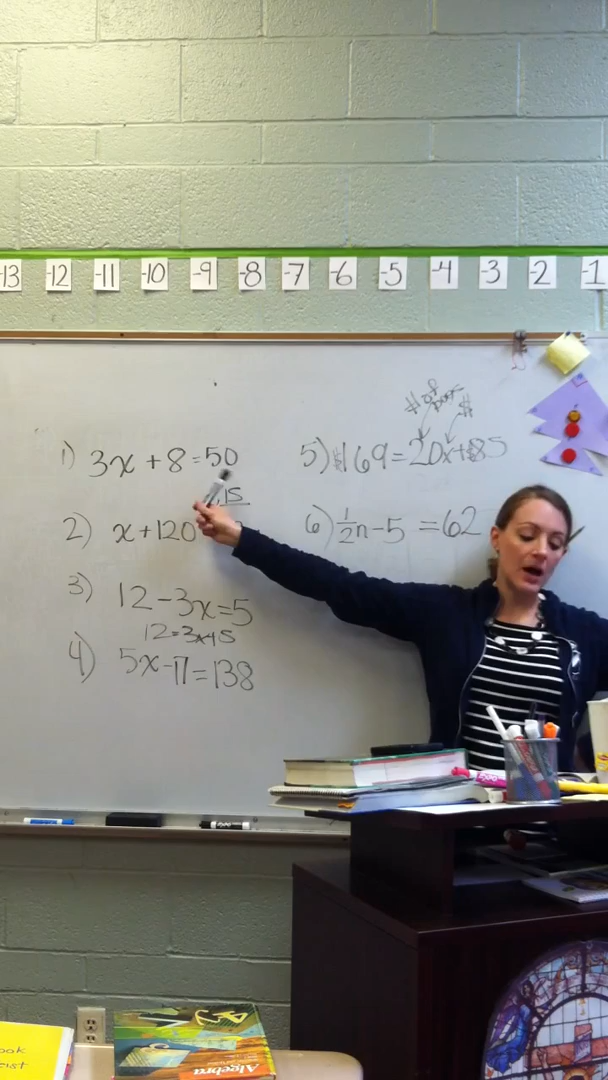 -13 -12 -11 -10 -9 -8 -7 -6 -5 -4 -3 -2 -1
1) 3x + 8 = 50
.15
2) x + 120
3) 12 - 3x = 5
12 = 3x + 5
4) 5x - 17 = 138
# of
$
5) $169 = 20x + $85
6) 1/2n - 5 = 62
Algebra